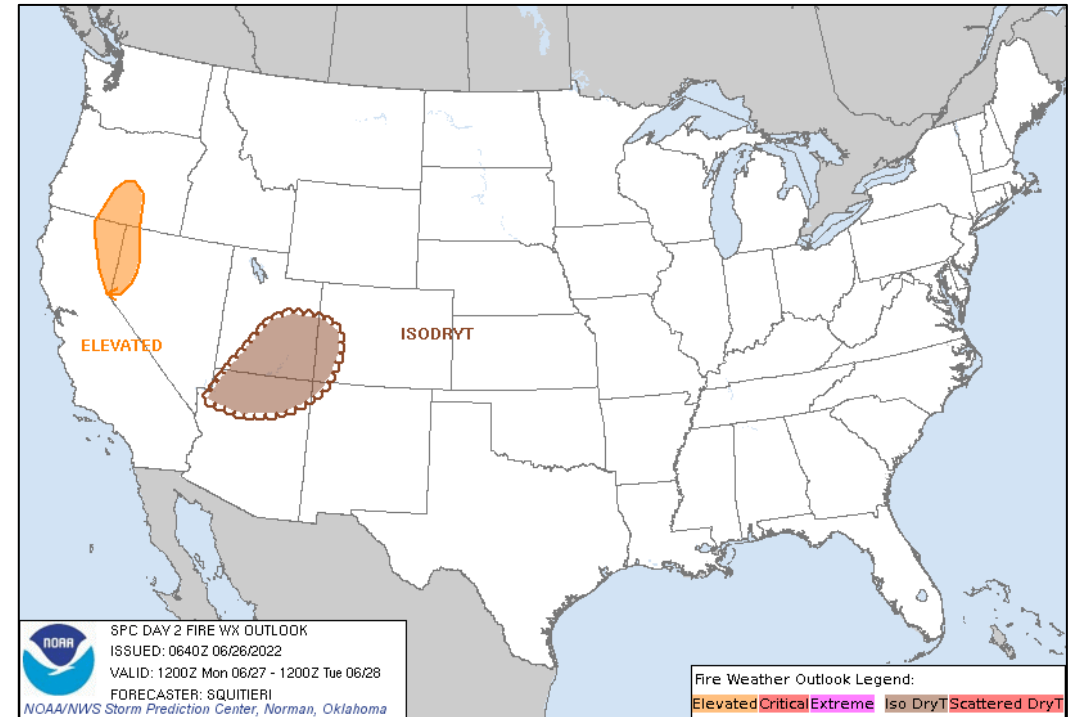 ELEVATED
ISODRYT
NOAA
SPC DAY 2 FIRE WX OUTLOOK
ISSUED: 0640Z 06/26/2022
VALID: 1200Z Mon 06/27 - 1200Z Tue 06/28
FORECASTER: SQUITIERI
NOAA/NWS Storm Prediction Center, Norman, Oklahoma
Fire Weather Outlook Legend:
Elevated Critical Extreme Iso DryT Scattered DryT